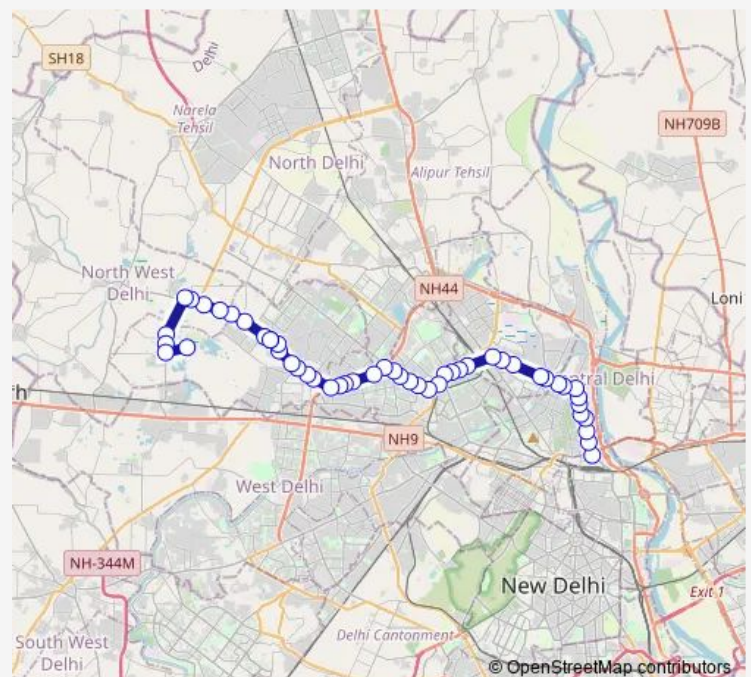 SH18
Delhi
Narela
Tehsil
NH709B
North Delhi
Alipur Tehsil
North West
Delhi
NH44
Loni
Central Delhi
NH9
West Delhi
NH-344M
New Delhi
Exit 1
South West
Delhi
Delhi Cantonment
© OpenStreetMap contributors